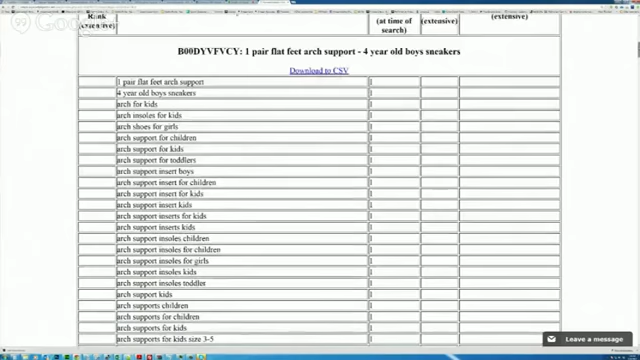 Rank
(extensive)
(at time of
search)
(extensive)
(extensive)
B00DYVFVCY: 1 pair flat feet arch support - 4 year old boys sneakers
Download to CSV
1 pair flat feet arch support 1
4 year old boys sneakers 1
arch for kids 1
arch insoles for kids 1
arch shoes for girls 1
arch support for children 1
arch support for kids 1
arch support for toddlers 1
arch support insert boys 1
arch support insert for children 1
arch support insert for kids 1
arch support insert kids 1
arch support inserts for kids 1
arch support inserts kids 1
arch support insoles children 1
arch support insoles for children 1
arch support insoles for girls 1
arch support insoles kids 1
arch support insoles toddler 1
arch support kids 1
arch supports children 1
arch supports for children 1
arch supports for kids 1
arch supports for kids size 3-5 1
Leave a message